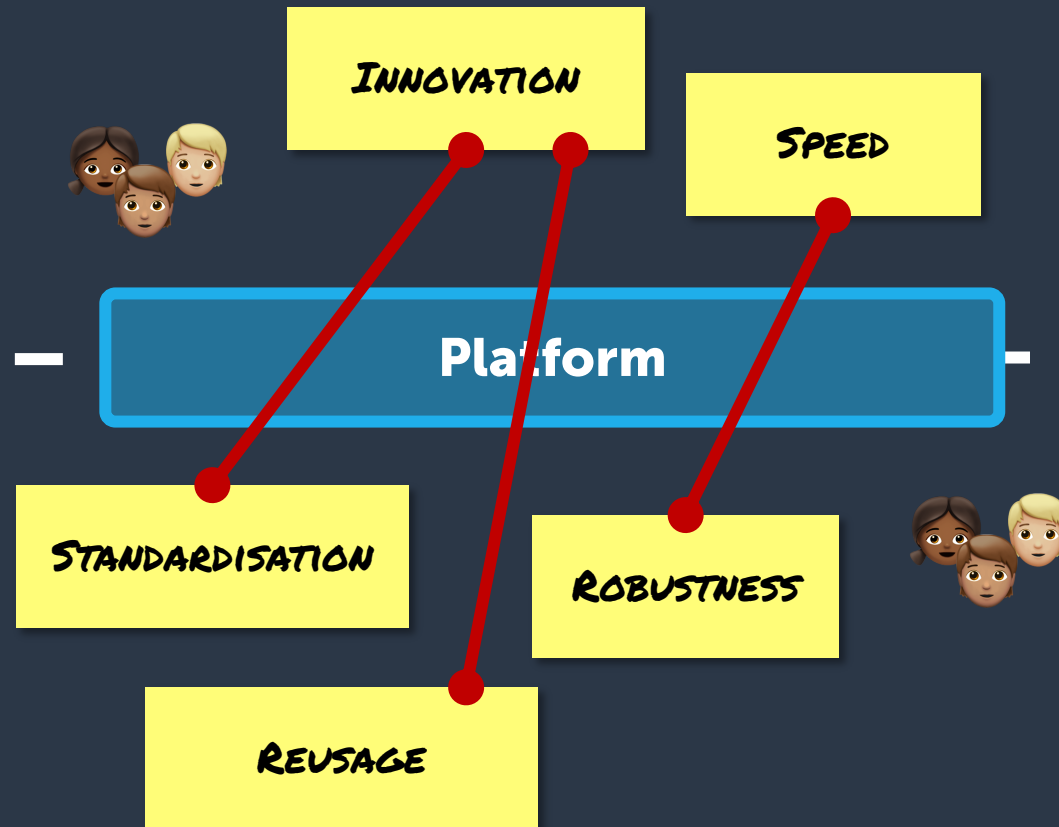 Innovation
Speed
Platform
Standardisation
Robustness
Reusage